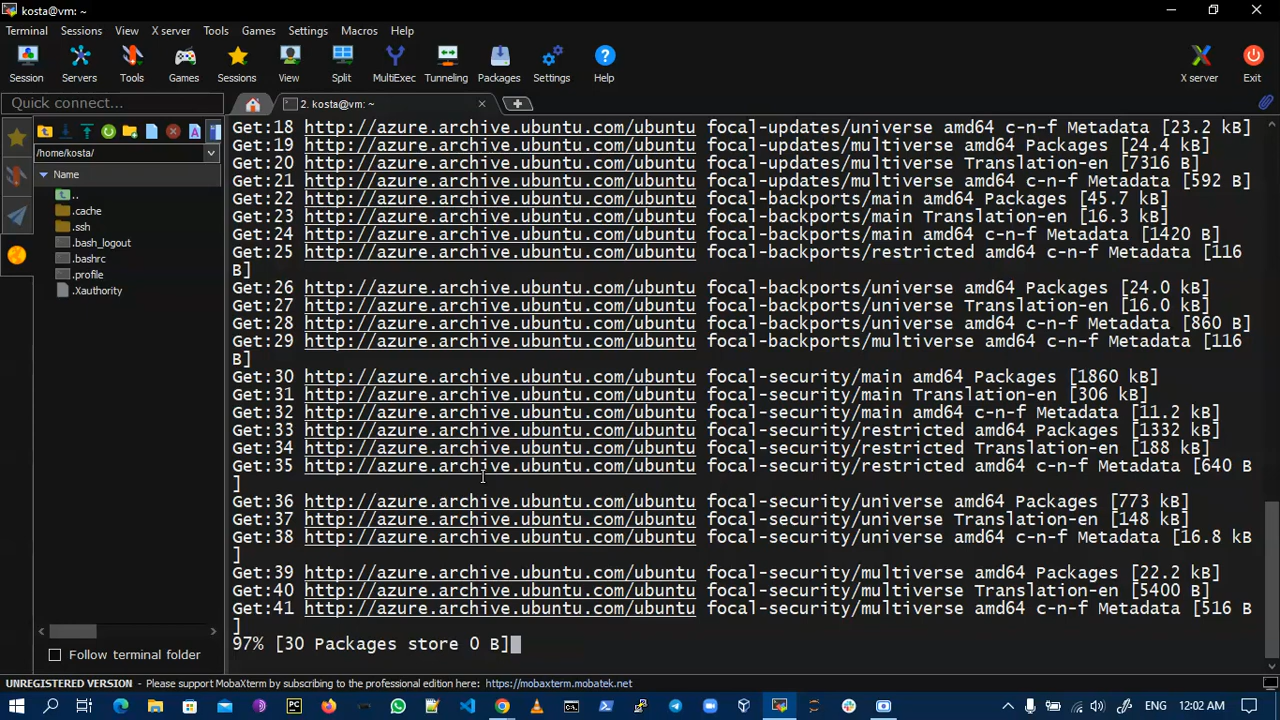 kosta@vm: ~
Terminal Sessions View X server Tools Games Settings Macros Help
Session Servers Tools Games Sessions View Split MultiExec Tunneling Packages Settings Help X server Exit
Quick connect...
2. kosta@vm: ~
/home/kosta/
Name
..
.cache
.ssh
.bash_logout
.bashrc
.profile
.Xauthority
Follow terminal folder
Get:18 http://azure.archive.ubuntu.com/ubuntu focal-updates/universe amd64 c-n-f Metadata [23.2 kB]
Get:19 http://azure.archive.ubuntu.com/ubuntu focal-updates/multiverse amd64 Packages [24.4 kB]
Get:20 http://azure.archive.ubuntu.com/ubuntu focal-updates/multiverse Translation-en [7316 B]
Get:21 http://azure.archive.ubuntu.com/ubuntu focal-updates/multiverse amd64 c-n-f Metadata [592 B]
Get:22 http://azure.archive.ubuntu.com/ubuntu focal-backports/main amd64 Packages [45.7 kB]
Get:23 http://azure.archive.ubuntu.com/ubuntu focal-backports/main Translation-en [16.3 kB]
Get:24 http://azure.archive.ubuntu.com/ubuntu focal-backports/main amd64 c-n-f Metadata [1420 B]
Get:25 http://azure.archive.ubuntu.com/ubuntu focal-backports/restricted amd64 c-n-f Metadata [116
B]
Get:26 http://azure.archive.ubuntu.com/ubuntu focal-backports/universe amd64 Packages [24.0 kB]
Get:27 http://azure.archive.ubuntu.com/ubuntu focal-backports/universe Translation-en [16.0 kB]
Get:28 http://azure.archive.ubuntu.com/ubuntu focal-backports/universe amd64 c-n-f Metadata [860 B]
Get:29 http://azure.archive.ubuntu.com/ubuntu focal-backports/multiverse amd64 c-n-f Metadata [116
B]
Get:30 http://azure.archive.ubuntu.com/ubuntu focal-security/main amd64 Packages [1860 kB]
Get:31 http://azure.archive.ubuntu.com/ubuntu focal-security/main Translation-en [306 kB]
Get:32 http://azure.archive.ubuntu.com/ubuntu focal-security/main amd64 c-n-f Metadata [11.2 kB]
Get:33 http://azure.archive.ubuntu.com/ubuntu focal-security/restricted amd64 Packages [1332 kB]
Get:34 http://azure.archive.ubuntu.com/ubuntu focal-security/restricted Translation-en [188 kB]
Get:35 http://azure.archive.ubuntu.com/ubuntu focal-security/restricted amd64 c-n-f Metadata [640 B
]
Get:36 http://azure.archive.ubuntu.com/ubuntu focal-security/universe amd64 Packages [773 kB]
Get:37 http://azure.archive.ubuntu.com/ubuntu focal-security/universe Translation-en [148 kB]
Get:38 http://azure.archive.ubuntu.com/ubuntu focal-security/universe amd64 c-n-f Metadata [16.8 kB
]
Get:39 http://azure.archive.ubuntu.com/ubuntu focal-security/multiverse amd64 Packages [22.2 kB]
Get:40 http://azure.archive.ubuntu.com/ubuntu focal-security/multiverse Translation-en [5400 B]
Get:41 http://azure.archive.ubuntu.com/ubuntu focal-security/multiverse amd64 c-n-f Metadata [516 B
]
97% [30 Packages store 0 B]
UNREGISTERED VERSION - Please support MobaXterm by subscribing to the professional edition here: https://mobaxterm.mobatek.net
ENG 12:02 AM